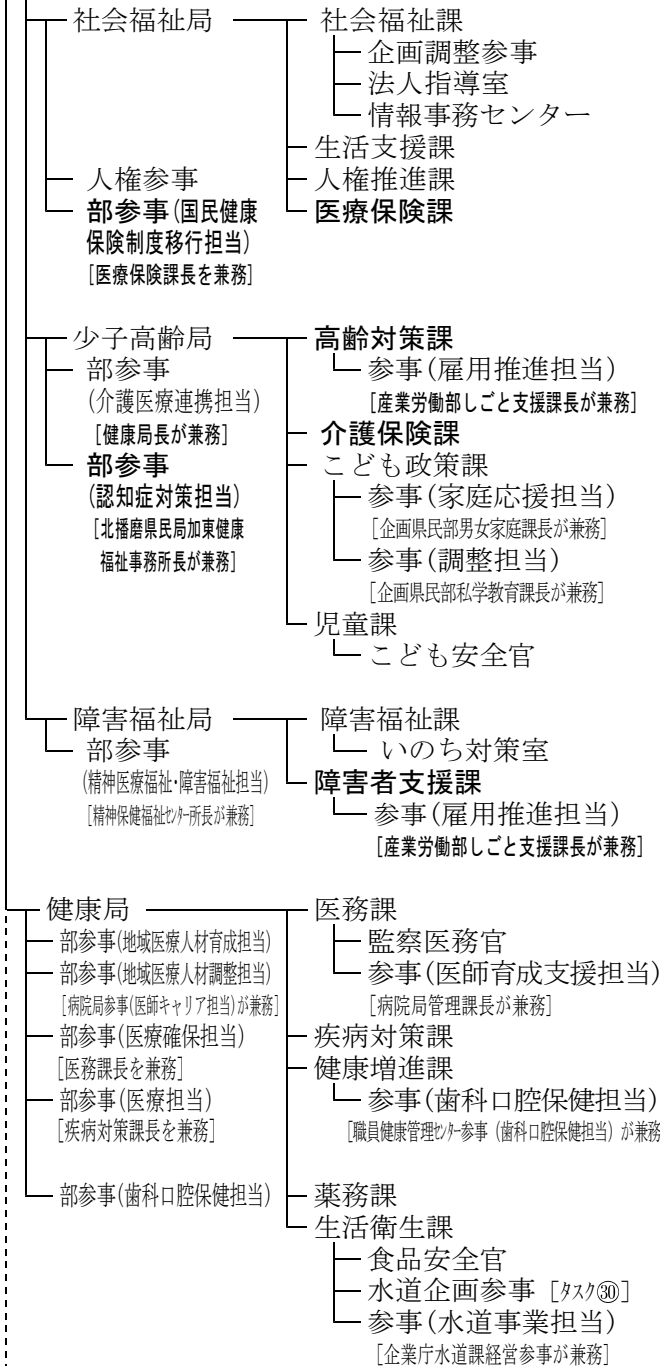 社会福祉局 社会福祉課
企画調整参事
法人指導室
情報事務センター
生活支援課
人権参事 人権推進課
部参事(国民健康 医療保険課
保険制度移行担当)
[医療保険課長を兼務]
少子高齢局 高齢対策課
部参事 参事(雇用推進担当)
(介護医療連携担当) [産業労働部しごと支援課長が兼務]
[健康局長が兼務] 介護保険課
部参事 こども政策課
(認知症対策担当) 参事(家庭応援担当)
[北播磨県民局加東健康 [企画県民部男女家庭課長が兼務]
福祉事務所長が兼務] 参事(調整担当)
[企画県民部私学教育課長が兼務]
児童課
こども安全官
障害福祉局 障害福祉課
部参事 いのち対策室
(精神医療福祉・障害福祉担当) 障害者支援課
[精神保健福祉センター所長が兼務] 参事(雇用推進担当)
[産業労働部しごと支援課長が兼務]
健康局 医務課
部参事(地域医療人材育成担当) 監察医務官
部参事(地域医療人材調整担当) 参事(医師育成支援担当)
[病院局参事(医師キャリア担当)が兼務] [病院局管理課長が兼務]
部参事(医療確保担当) 疾病対策課
[医務課長を兼務] 健康増進課
部参事(医療担当) 参事(歯科口腔保健担当)
[疾病対策課長を兼務] [職員健康管理センター参事(歯科口腔保健担当)が兼務
部参事(歯科口腔保健担当) 薬務課
生活衛生課
食品安全官
水道企画参事 [タスク㉚]
参事(水道事業担当)
[企業庁水道課経営参事が兼務]